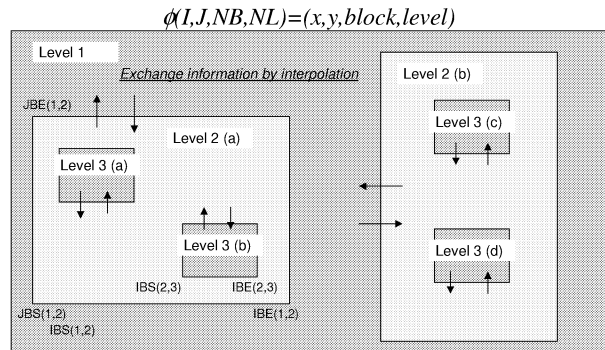 ϕ(I,J,NB,NL)=(x,y,block,level)
Level 1
Exchange information by interpolation
Level 2 (b)
JBE(1,2)
Level 2 (a)
Level 3 (c)
Level 3 (a)
Level 3 (b)
Level 3 (d)
IBS(2,3)
IBE(2,3)
JBS(1,2)
IBE(1,2)
IBS(1,2)